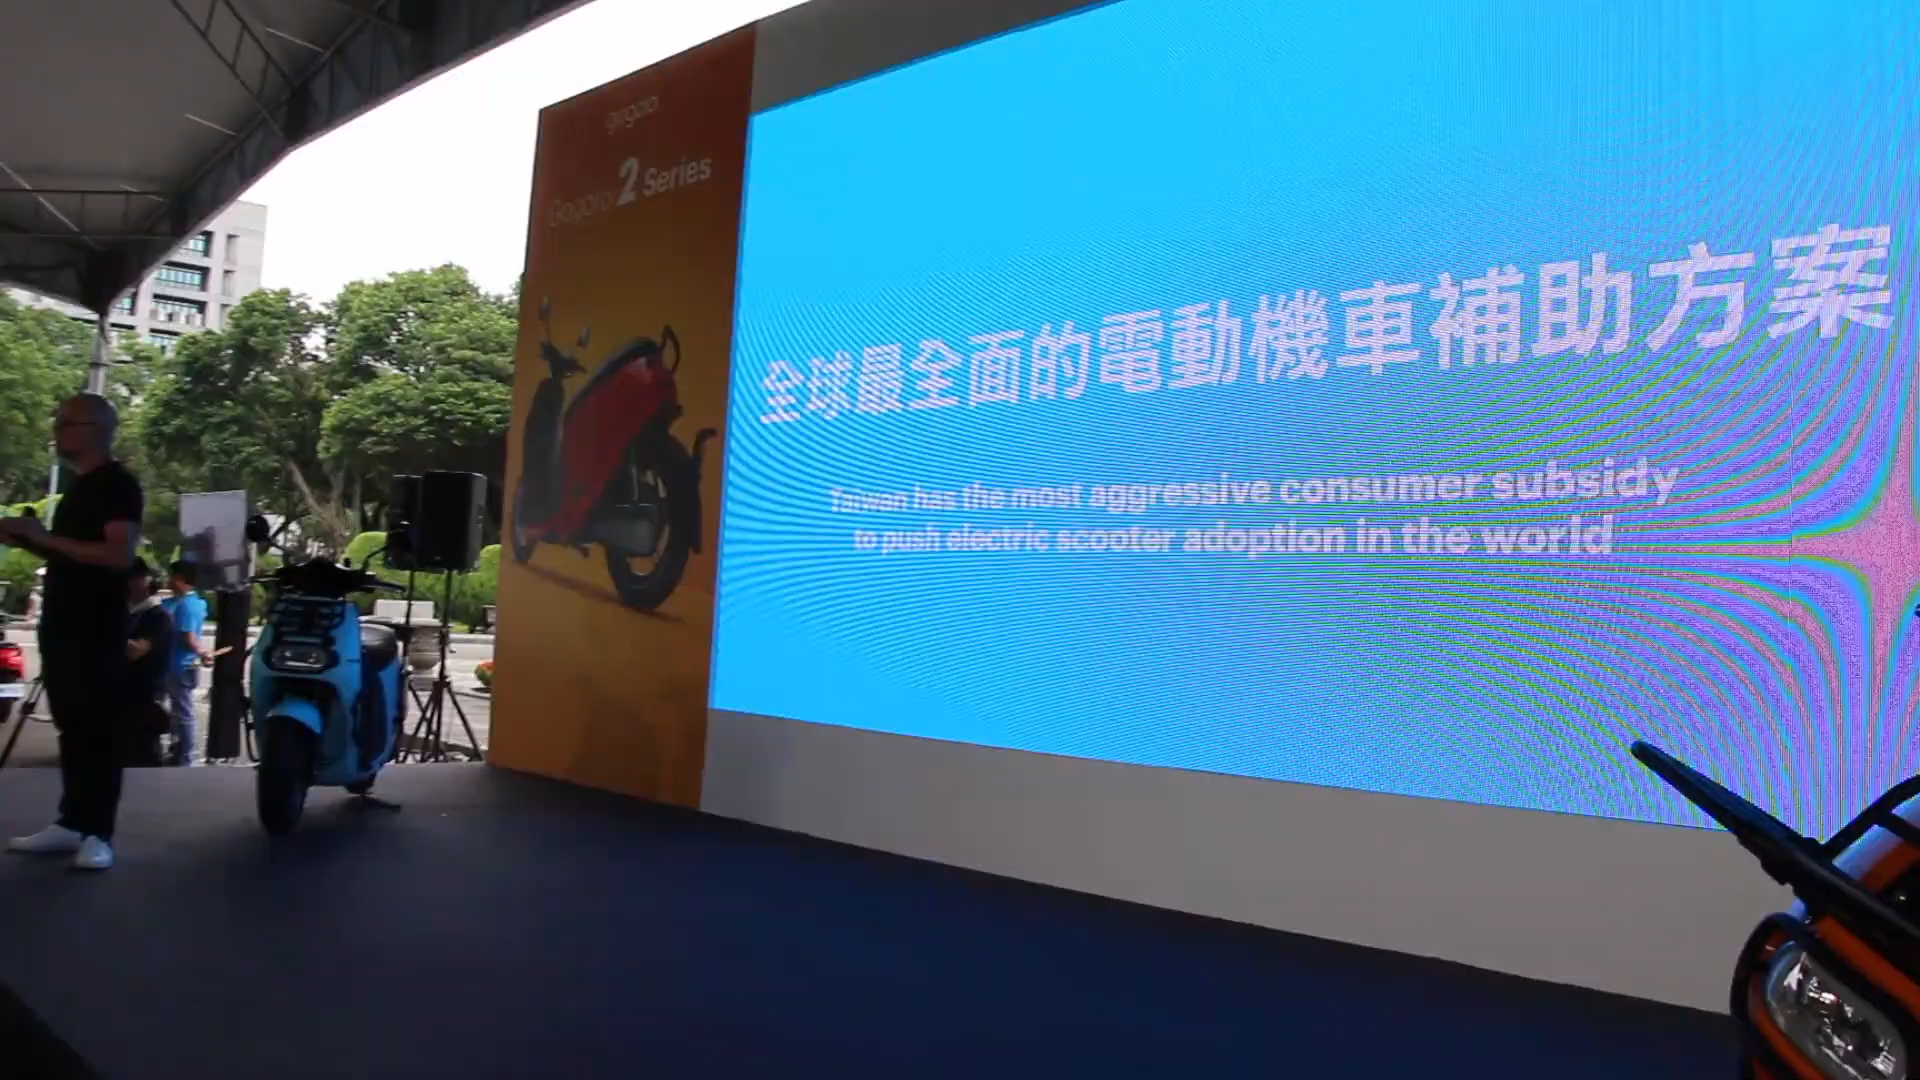 gogoro
Gogoro 2 Series
全球最全面的電動機車補助方案
Taiwan has the most aggressive consumer subsidy
to push electric scooter adoption in the world